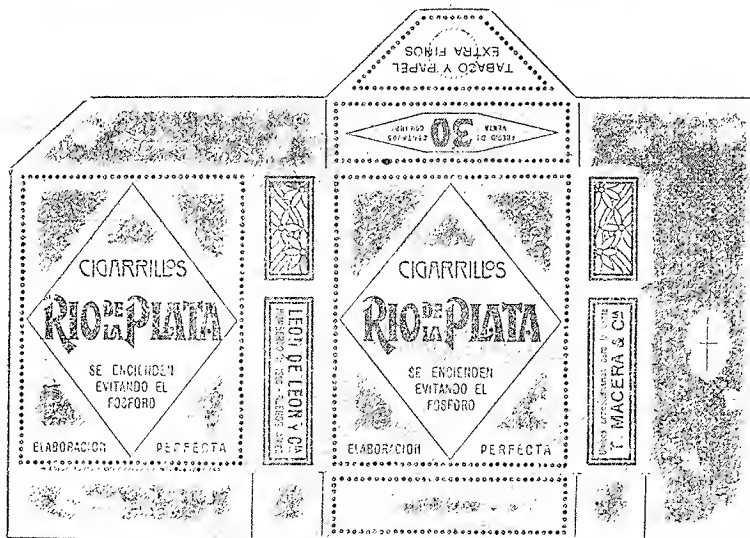 TABACO Y PAPEL
EXTRA FINOS
PRECIO DE
VENTA
30
CENTAVOS
CIGARRILLOS
RIO DE LA PLATA
SE ENCIENDEN
EVITANDO EL
FOSFORO
ELABORACION PERFECTA
LEON DE LEON Y Cª
CIGARRILLOS
RIO DE LA PLATA
SE ENCIENDEN
EVITANDO EL
FOSFORO
ELABORACION PERFECTA
T. MACERA & Cª